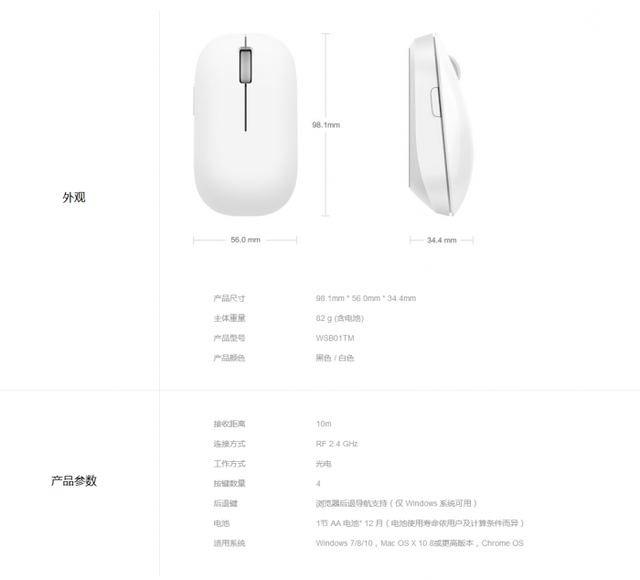 98.1mm
外观
56.0 mm
34.4 mm
产品尺寸 98.1mm * 56.0mm * 34.4mm
主体重量 82 g (含电池)
产品型号 WSB01TM
产品颜色 黑色 / 白色
接收距离 10m
连接方式 RF 2.4 GHz
工作方式 光电
产品参数
按键数量 4
后退键 浏览器后退导航支持（仅 Windows 系统可用）
电池 1节 AA 电池* 12 月（电池使用寿命依用户及计算条件而异）
适用系统 Windows 7/8/10，Mac OS X 10.8或更高版本，Chrome OS